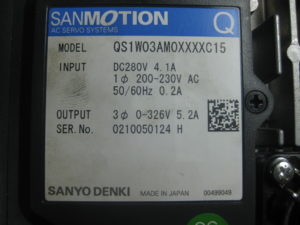 SANMOTION
AC SERVO SYSTEMS
Q
MODEL QS1W03AM0XXXXC15
INPUT DC280V 4.1A
1ϕ 200-230V AC
50/60Hz 0.2A
OUTPUT 3ϕ 0-326V 5.2A
SER.No. 0210050124 H
SANYO DENKI MADE IN JAPAN 00499049